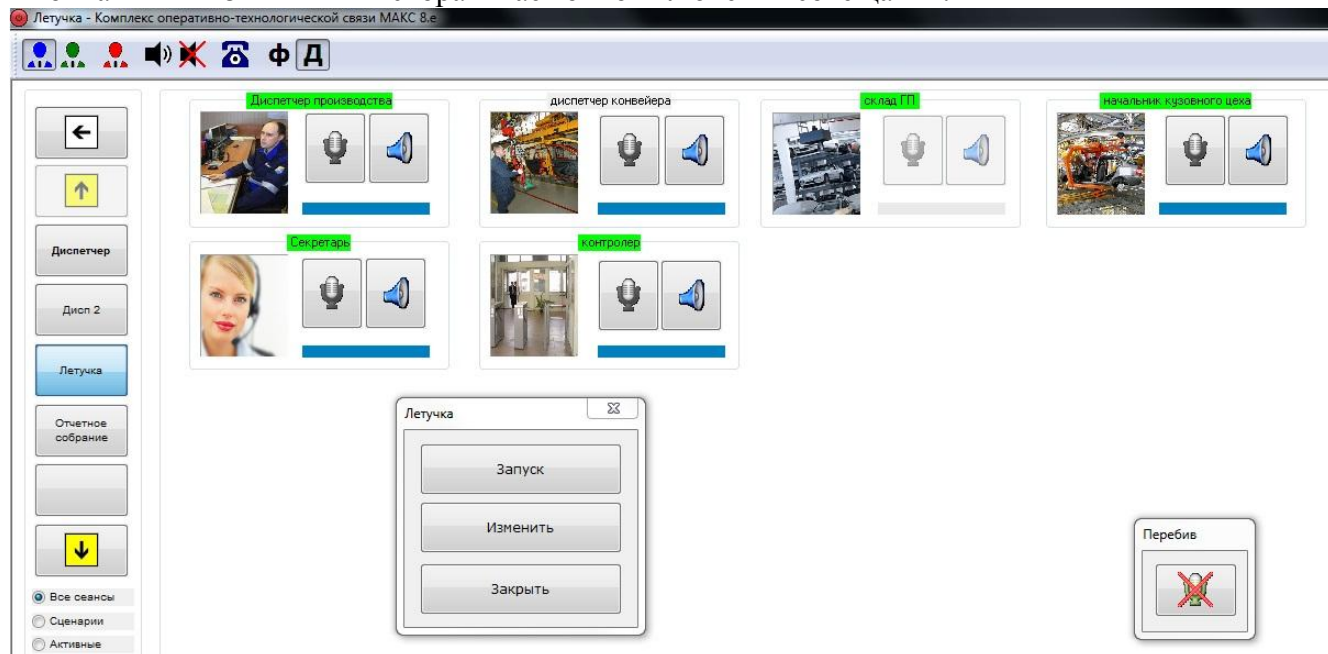 Летучка - Комплекс оперативно-технологической связи МАКС 8.е
Ф Д
Диспетчер производства
диспетчер конвейера
склад ГП
начальник кузовного цеха
Диспетчер
Секретарь
контролер
Дисп 2
Летучка
Отчетное
собрание
Летучка
Запуск
Изменить
Закрыть
Перебив
Все сеансы
Сценарии
Активные